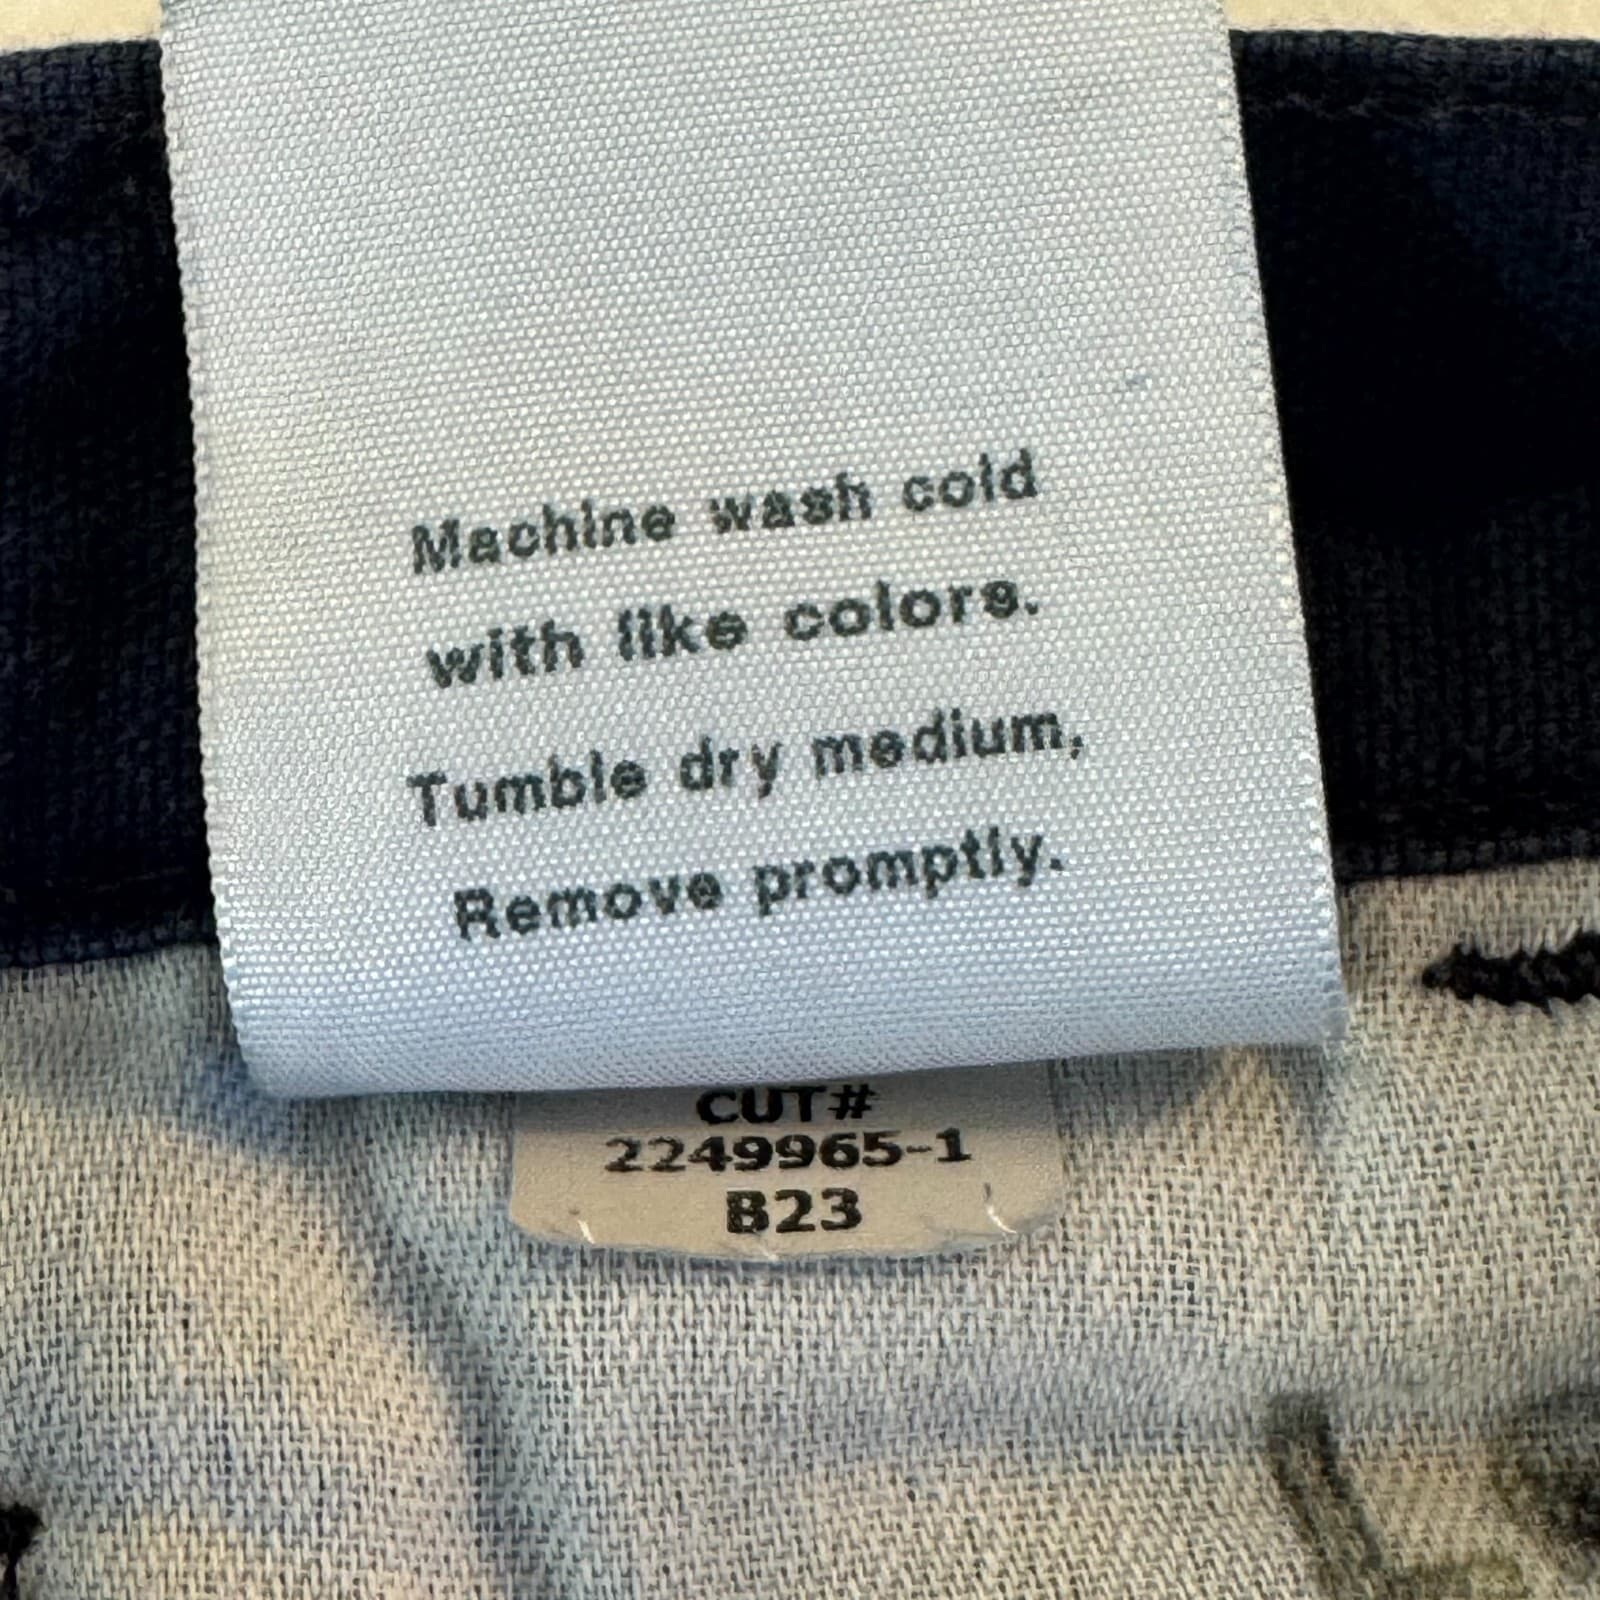 Machine wash cold
with like colors.
Tumble dry medium,
Remove promptly.
CUT#
2249965-1
B23